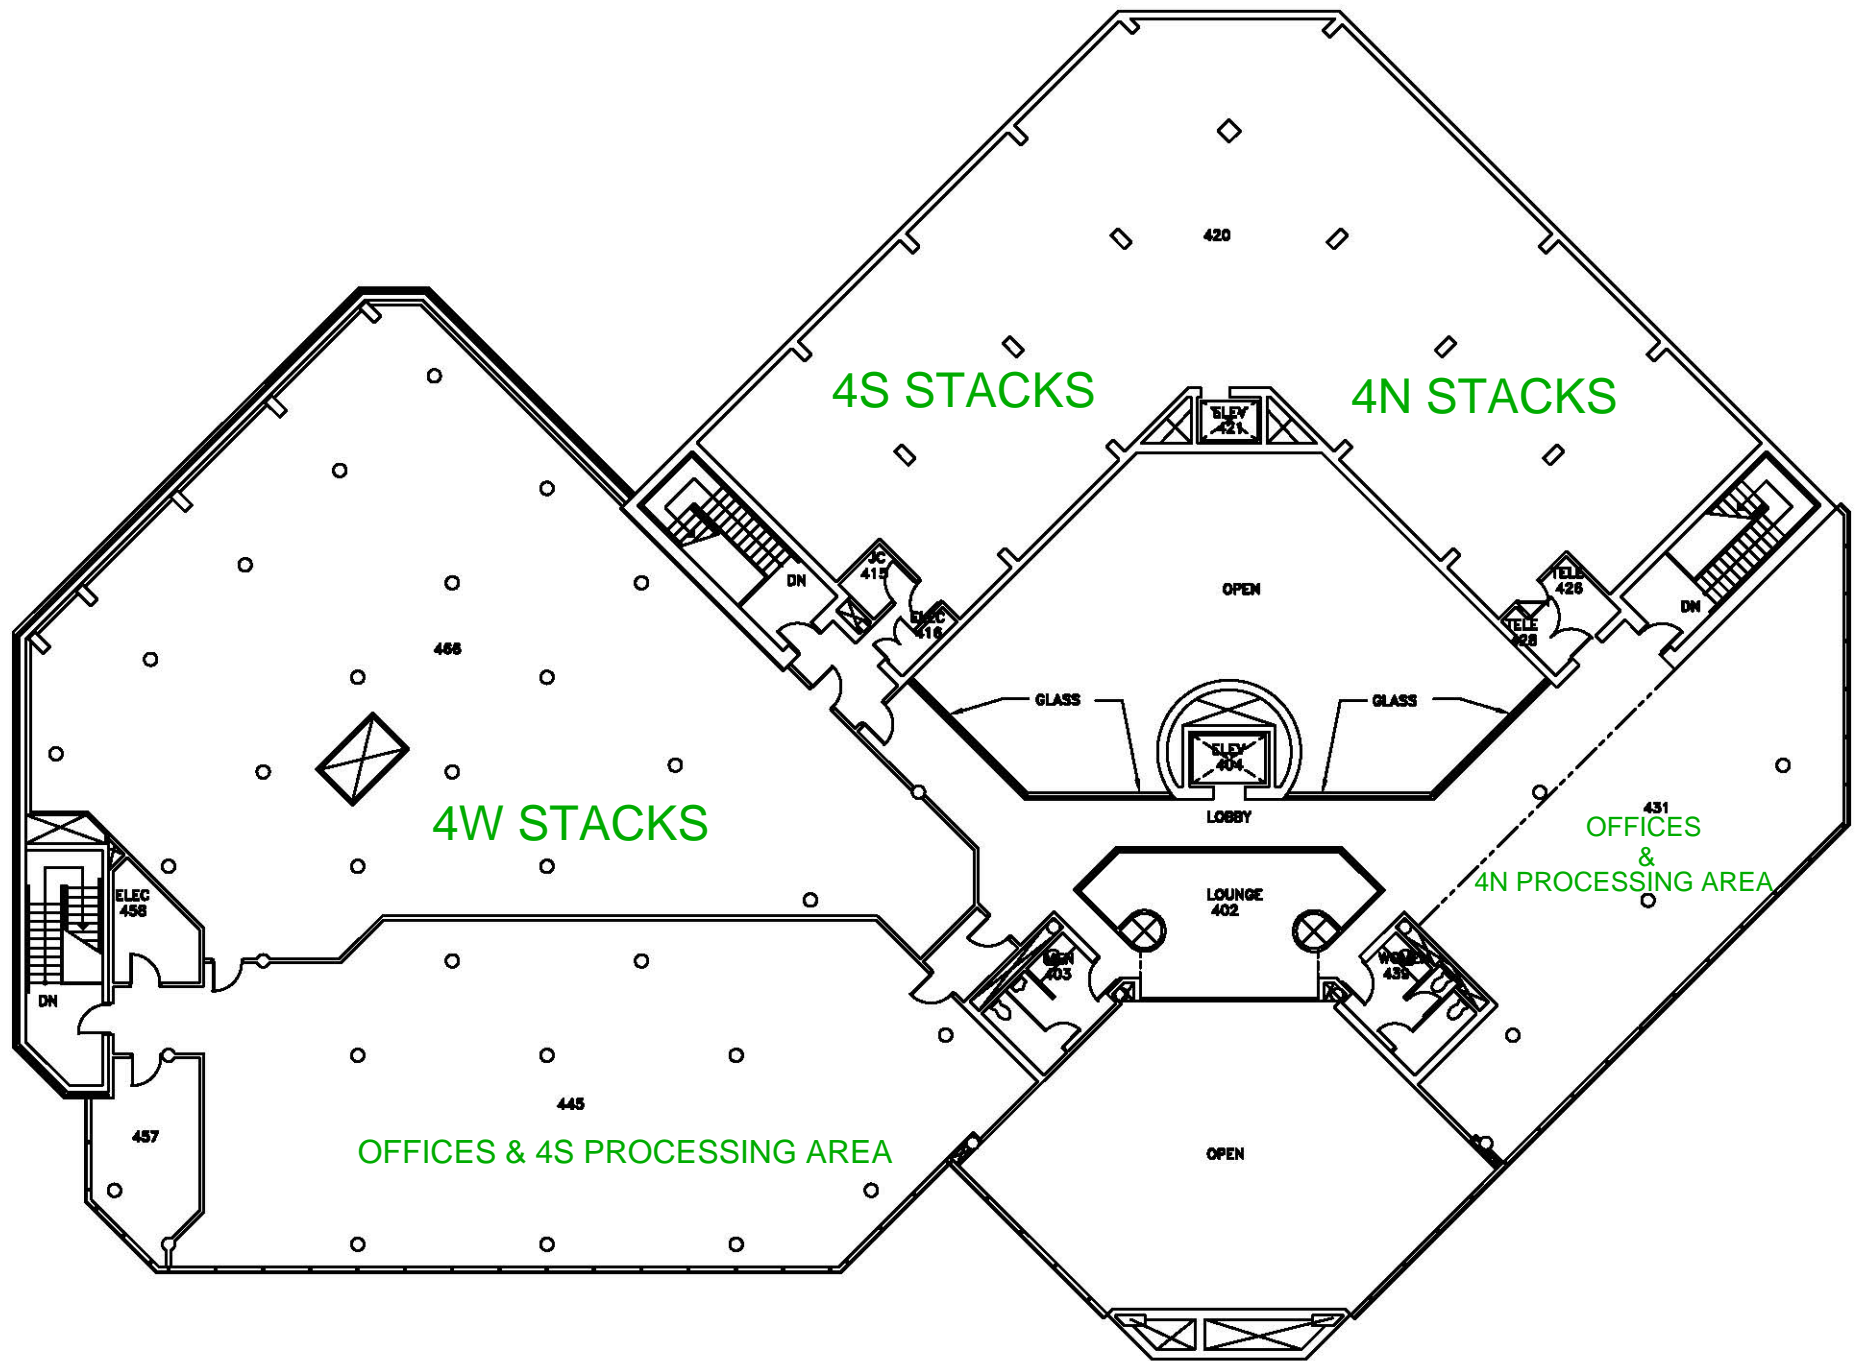 420
4S STACKS
4N STACKS
ELEV
421
JC
415
DN
ELEC
416
OPEN
TELE
426
TELE
428
DN
466
GLASS
GLASS
ELEV
404
LOBBY
4W STACKS
431
OFFICES
&
4N PROCESSING AREA
LOUNGE
402
ELEC
458
MEN
403
WOMEN
439
DN
457
445
OFFICES & 4S PROCESSING AREA
OPEN